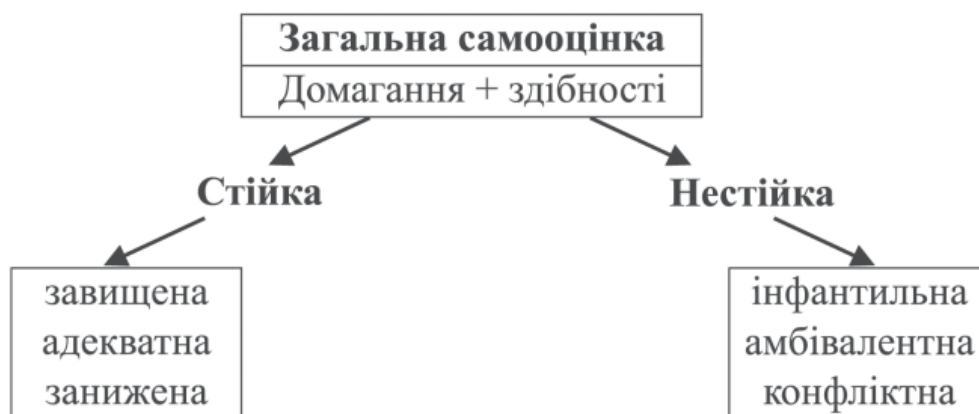 Загальна самооцінка
Домагання + здібності
Стійка
Нестійка
завищена
адекватна
занижена
інфантильна
амбівалентна
конфліктна